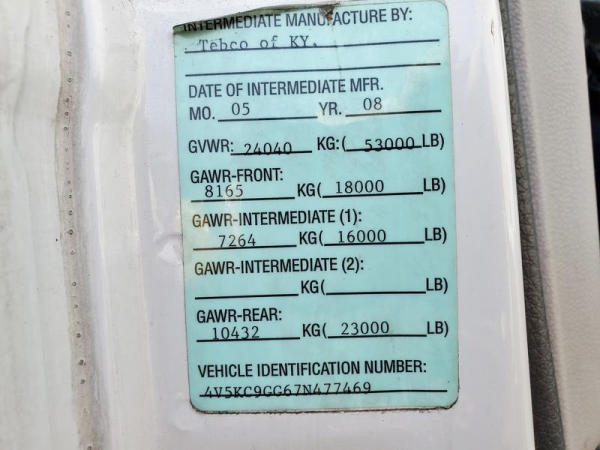 INTERMEDIATE MANUFACTURE BY:
Tebco of KY.
DATE OF INTERMEDIATE MFR.
MO. 05 YR. 08
GVWR: 24040 KG: ( 53000 LB)
GAWR-FRONT:
8165 KG( 18000 LB)
GAWR-INTERMEDIATE (1):
7264 KG( 16000 LB)
GAWR-INTERMEDIATE (2):
KG( LB)
GAWR-REAR:
10432 KG( 23000 LB)
VEHICLE IDENTIFICATION NUMBER:
4V5KC9GG67N477469